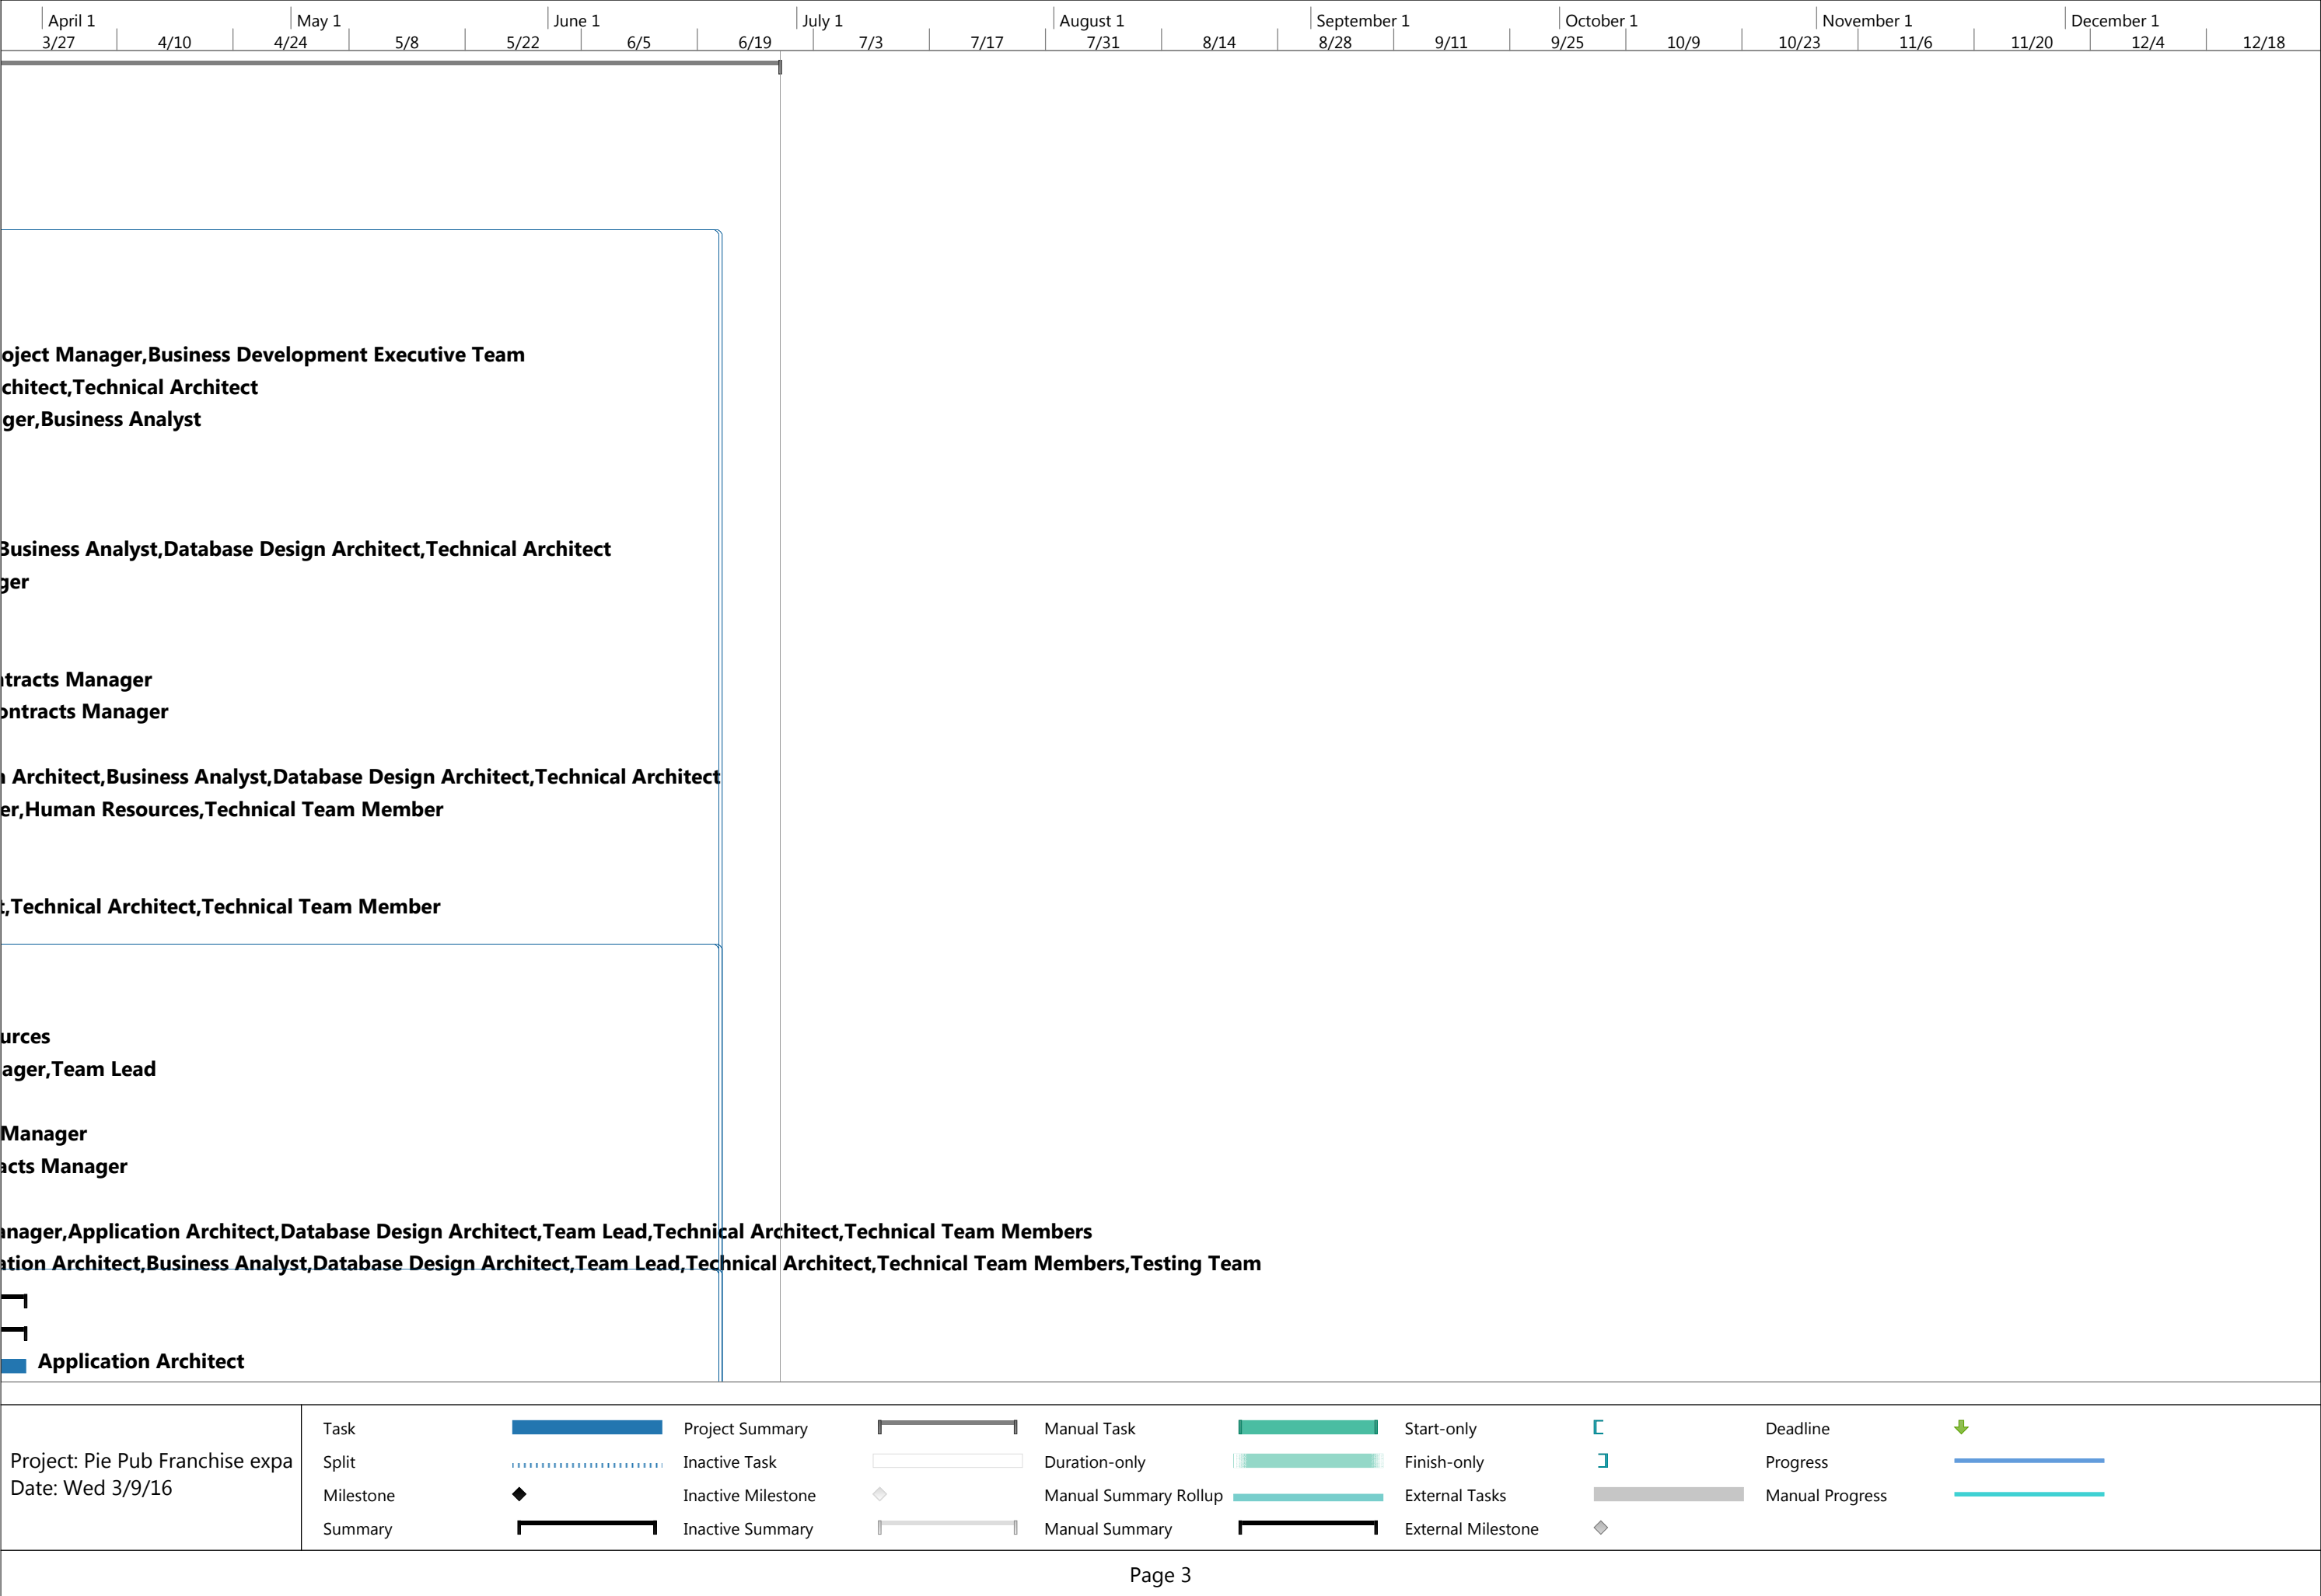 April 1 May 1 June 1 July 1 August 1 September 1 October 1 November 1 December 1
3/27 4/10 4/24 5/8 5/22 6/5 6/19 7/3 7/17 7/31 8/14 8/28 9/11 9/25 10/9 10/23 11/6 11/20 12/4 12/18
oject Manager,Business Development Executive Team
chitect,Technical Architect
ger,Business Analyst
Business Analyst,Database Design Architect,Technical Architect
ger
tracts Manager
ontracts Manager
Architect,Business Analyst,Database Design Architect,Technical Architect
er,Human Resources,Technical Team Member
t,Technical Architect,Technical Team Member
urces
ager,Team Lead
Manager
acts Manager
anager,Application Architect,Database Design Architect,Team Lead,Technical Architect,Technical Team Members
ation Architect,Business Analyst,Database Design Architect,Team Lead,Technical Architect,Technical Team Members,Testing Team
Application Architect
Project: Pie Pub Franchise expa
Date: Wed 3/9/16
Task
Split
Milestone
Summary
Project Summary
Inactive Task
Inactive Milestone
Inactive Summary
Manual Task
Duration-only
Manual Summary Rollup
Manual Summary
Start-only
Finish-only
External Tasks
External Milestone
Deadline
Progress
Manual Progress
Page 3